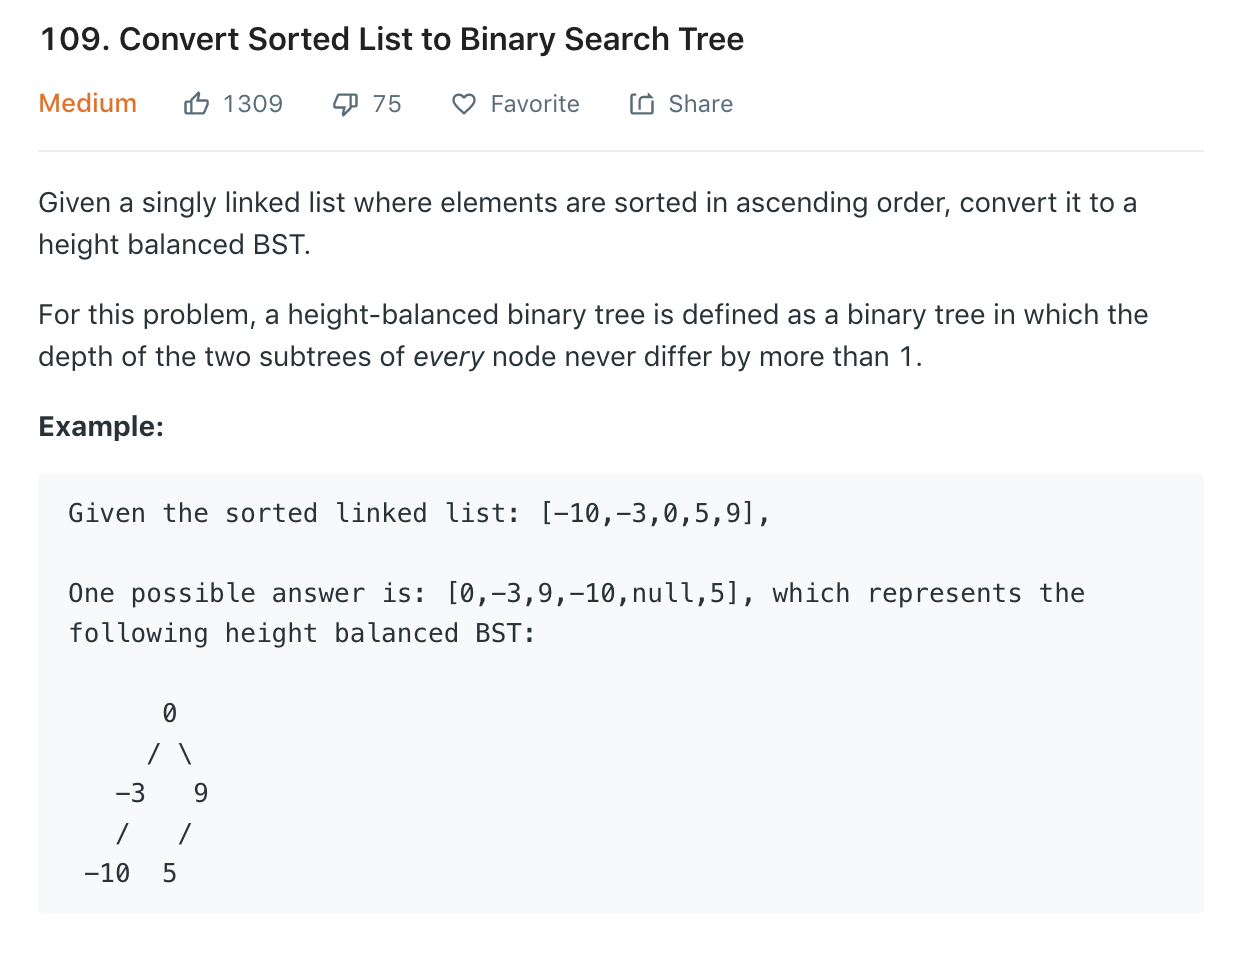 109. Convert Sorted List to Binary Search Tree
Medium 1309 75 Favorite Share
Given a singly linked list where elements are sorted in ascending order, convert it to a
height balanced BST.
For this problem, a height-balanced binary tree is defined as a binary tree in which the
depth of the two subtrees of every node never differ by more than 1.
Example:
Given the sorted linked list: [-10,-3,0,5,9],
One possible answer is: [0,-3,9,-10,null,5], which represents the
following height balanced BST:
      0
     / \
   -3   9
   /   /
 -10  5